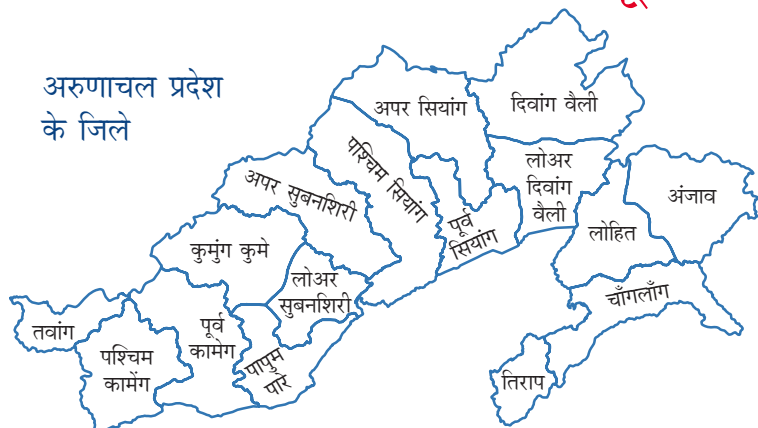 अरुणाचल प्रदेश
के जिले
अपर सियांग
दिवांग वैली
पश्चिम सियांग
लोअर
दिवांग
वैली
अपर सुबनशिरी
पूर्व
सियांग
अंजाव
लोहित
कुमुंग कुमे
लोअर
सुबनशिरी
चाँगलाँग
तवांग
पूर्व
कामेग
पश्चिम
कामेंग
पापुम
पारे
तिराप